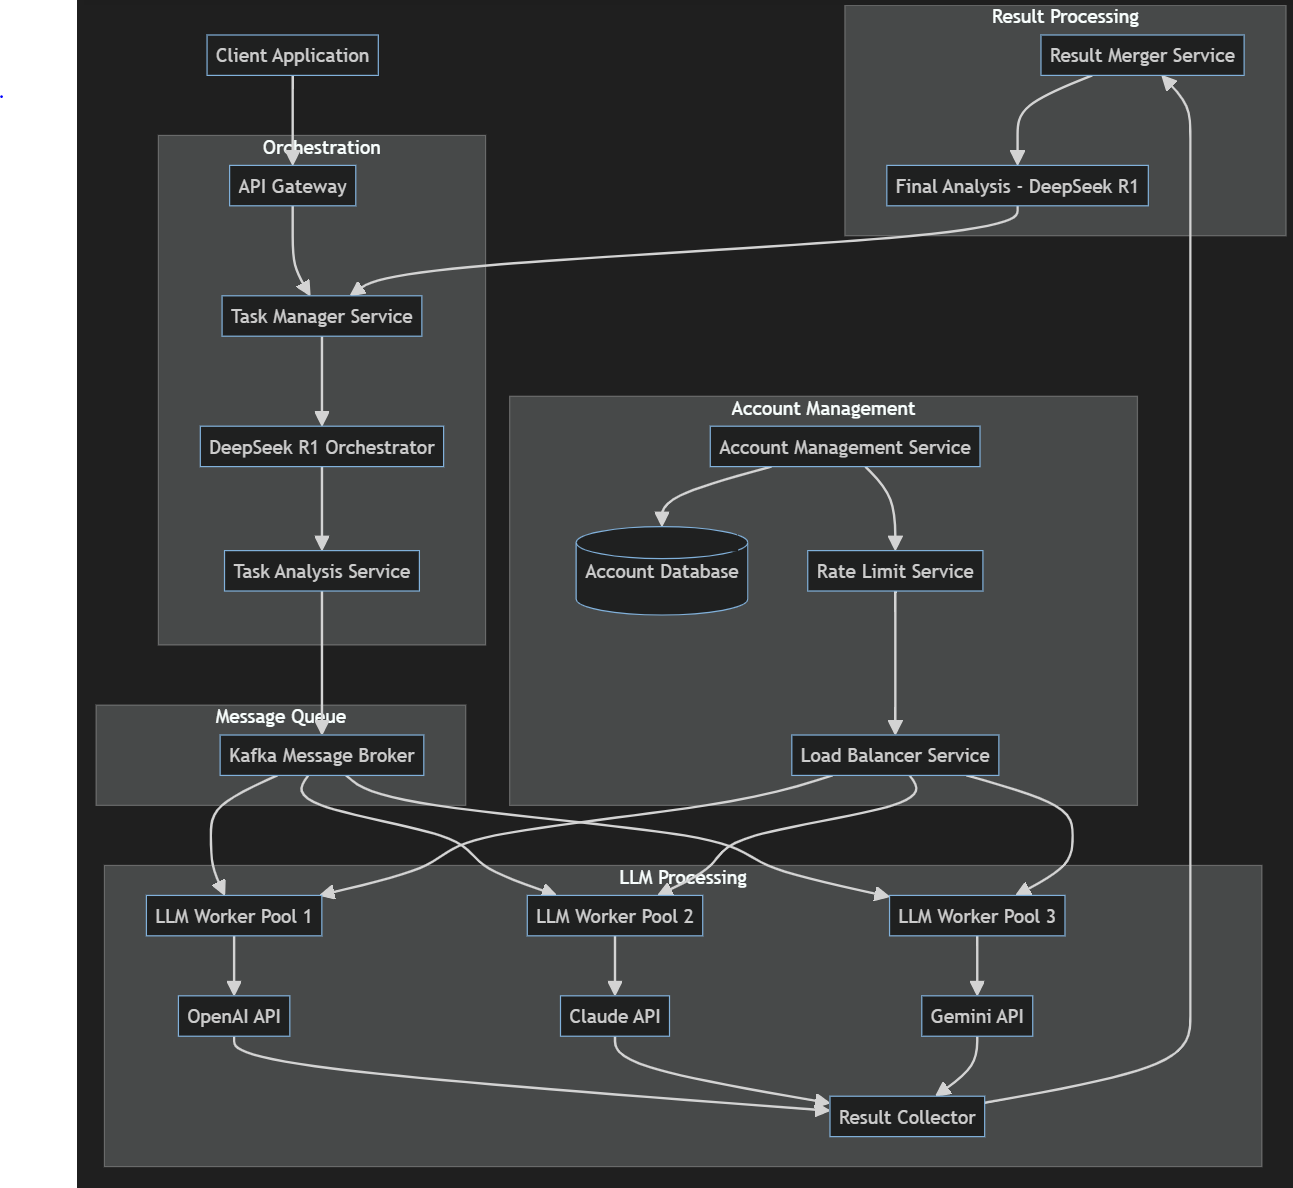 Result Processing
Client Application
Result Merger Service
Orchestration
API Gateway
Final Analysis - DeepSeek R1
Task Manager Service
Account Management
DeepSeek R1 Orchestrator
Account Management Service
Task Analysis Service
Account Database
Rate Limit Service
Message Queue
Kafka Message Broker
Load Balancer Service
LLM Processing
LLM Worker Pool 1
LLM Worker Pool 2
LLM Worker Pool 3
OpenAI API
Claude API
Gemini API
Result Collector